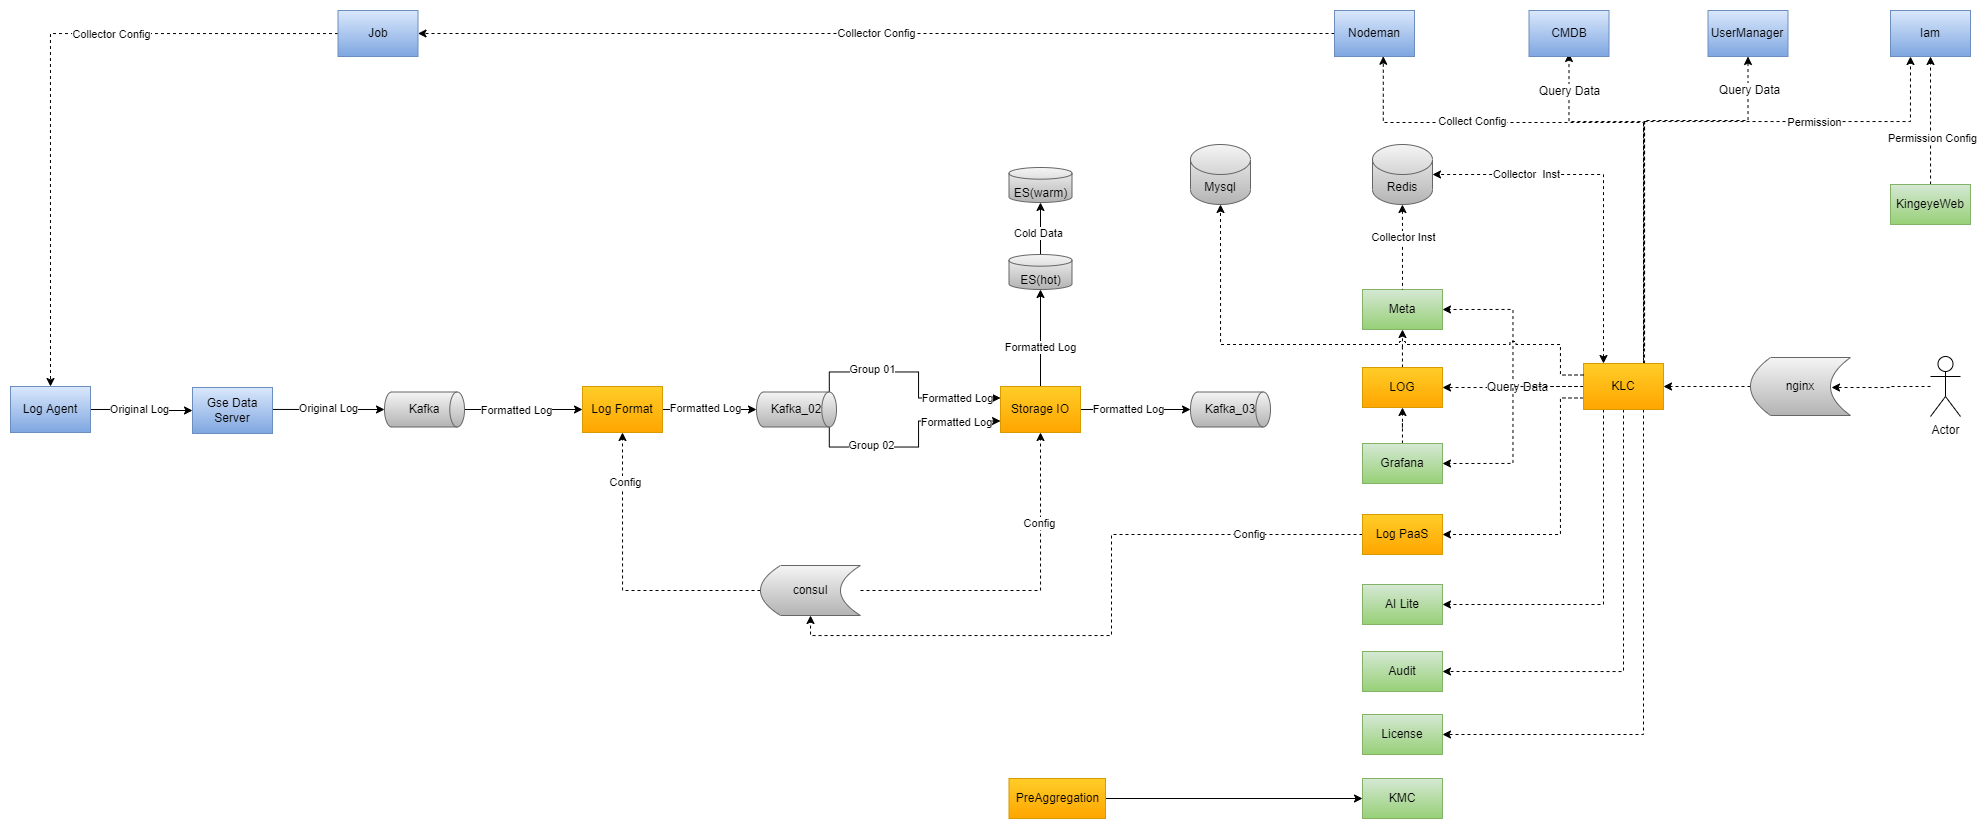 Collector Config
Job
Collector Config
Nodeman
CMDB
UserManager
Iam
Query Data
Query Data
Collect Config
Permission
Permission Config
ES(warm)
Mysql
Redis
Collector  Inst
KingeyeWeb
Cold Data
Collector Inst
ES(hot)
Meta
Formatted Log
Group 01
LOG
Query Data
KLC
nginx
Actor
Log Agent
Original Log
Gse Data
Server
Original Log
Kafka
Formatted Log
Log Format
Formatted Log
Kafka_02
Formatted Log
Formatted Log
Storage IO
Formatted Log
Kafka_03
Group 02
Grafana
Config
Config
Config
Log PaaS
consul
AI Lite
Audit
License
PreAggregation
KMC